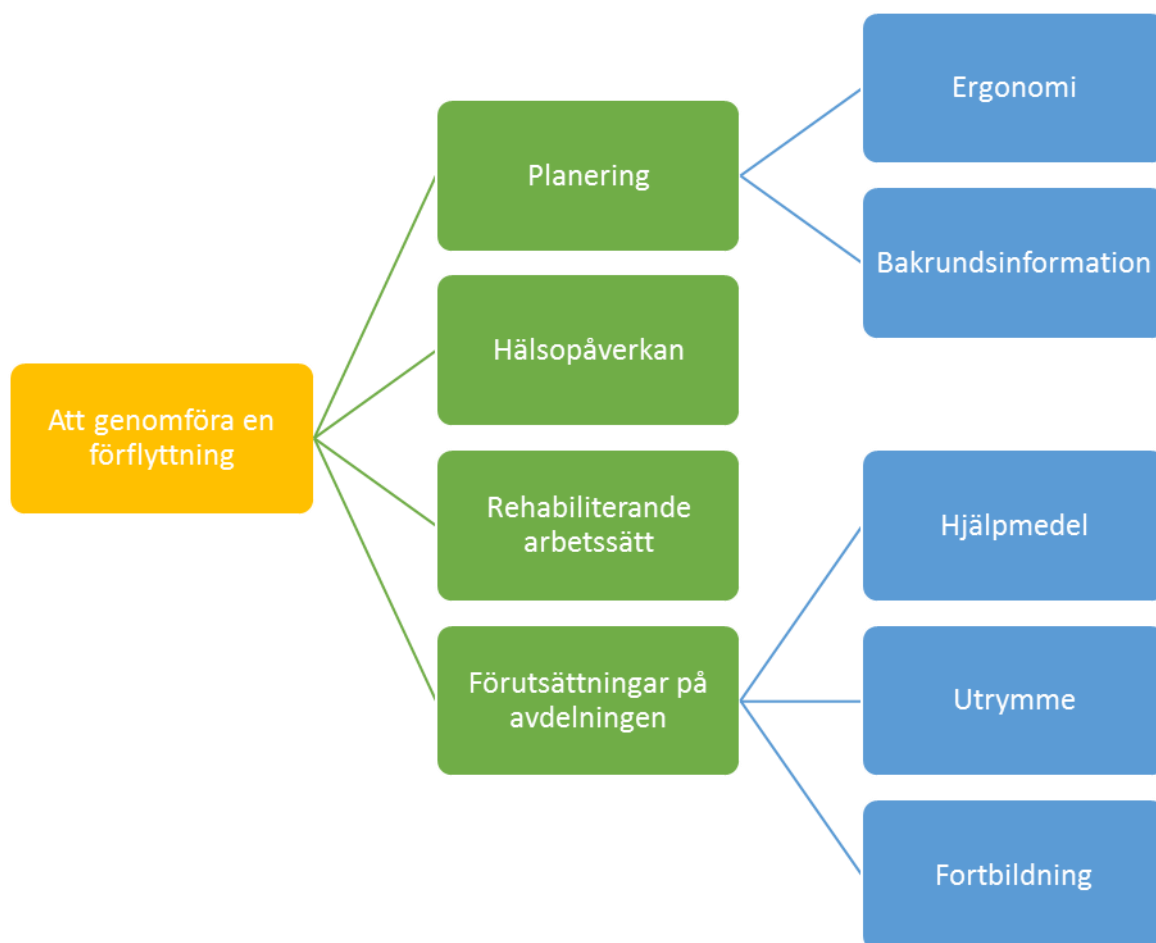 Att genomföra en
förflyttning
Planering
Ergonomi
Bakrundsinformation
Hälsopåverkan
Rehabiliterande
arbetssätt
Förutsättningar på
avdelningen
Hjälpmedel
Utrymme
Fortbildning